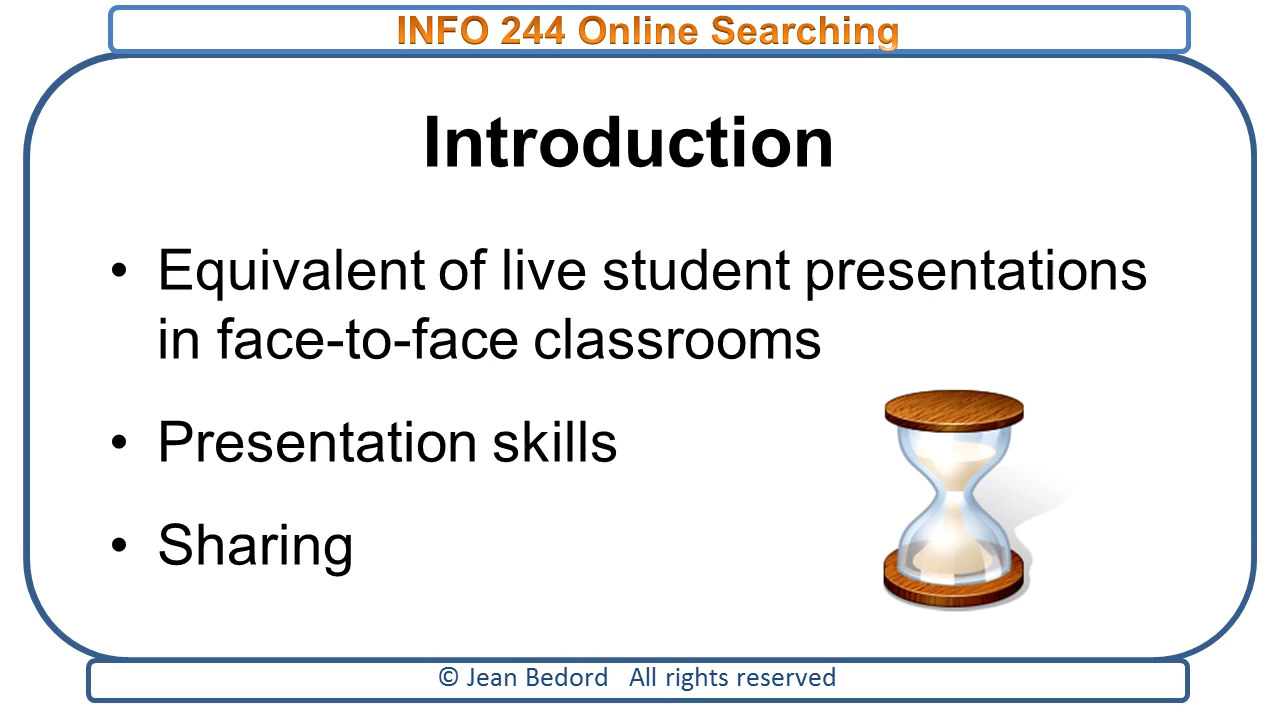 INFO 244 Online Searching
Introduction
• Equivalent of live student presentations
in face-to-face classrooms
• Presentation skills
• Sharing
© Jean Bedord All rights reserved